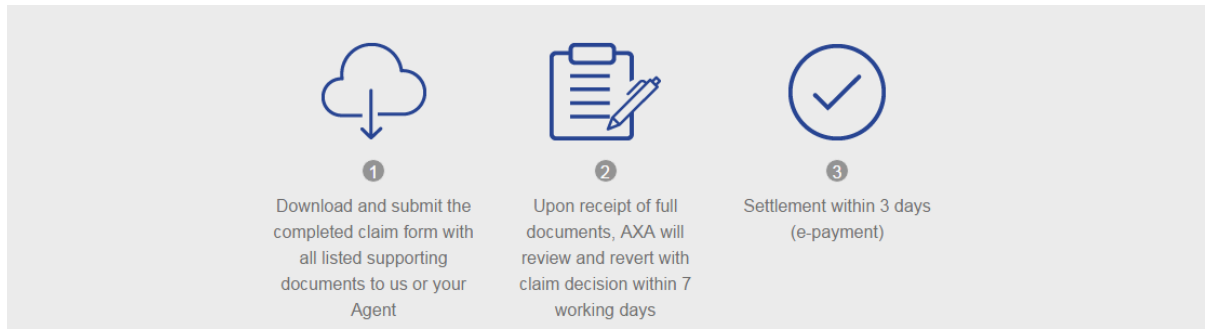 1
Download and submit the
completed claim form with
all listed supporting
documents to us or your
Agent
2
Upon receipt of full
documents, AXA will
review and revert with
claim decision within 7
working days
3
Settlement within 3 days
(e-payment)